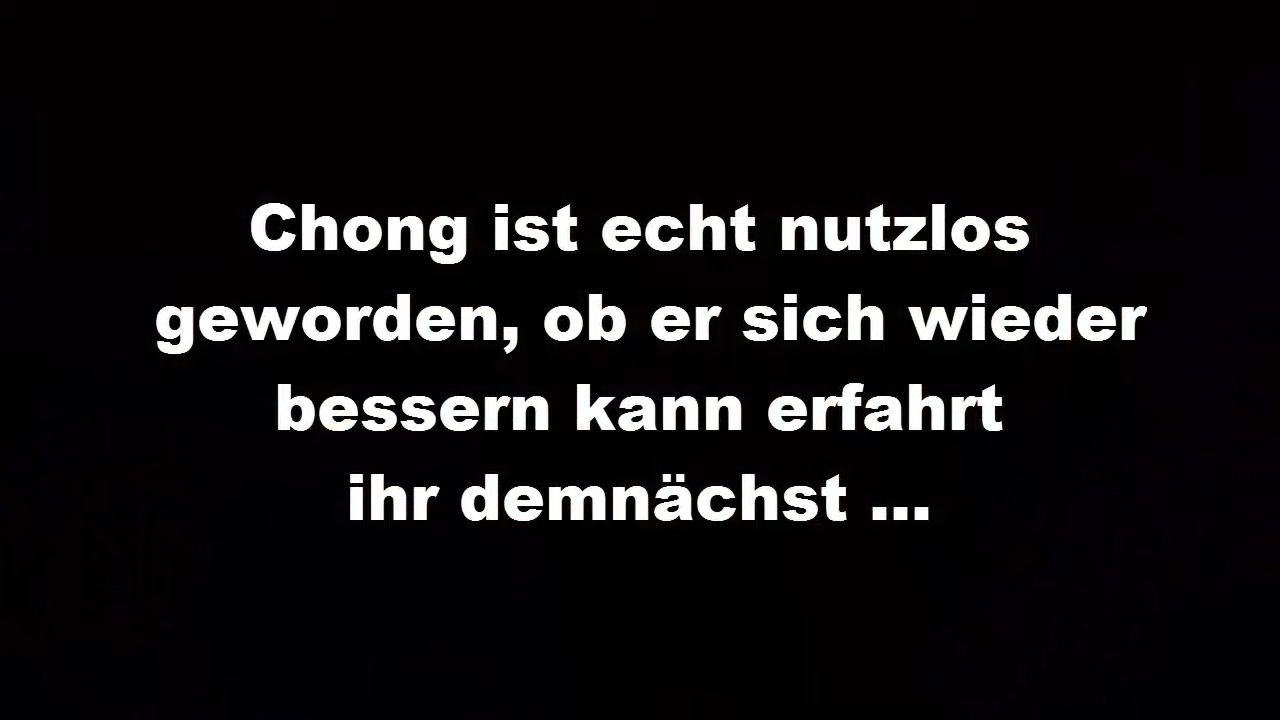 Chong ist echt nutzlos
geworden, ob er sich wieder
bessern kann erfahrt
ihr demnächst ...